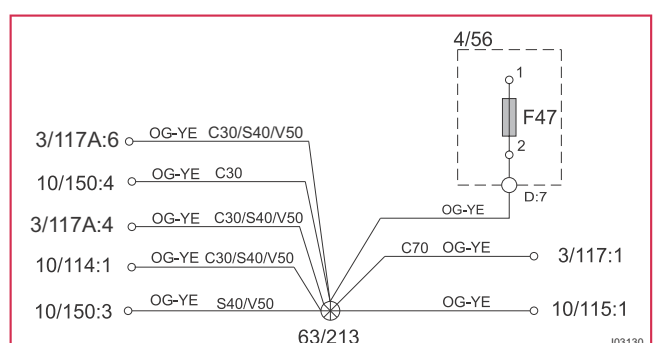 4/56
1
F47
2
D:7
3/117A:6 OG-YE C30/S40/V50
10/150:4 OG-YE C30
3/117A:4 OG-YE C30/S40/V50
10/114:1 OG-YE C30/S40/V50
10/150:3 OG-YE S40/V50
OG-YE
C70 OG-YE 3/117:1
OG-YE 10/115:1
63/213
J03130